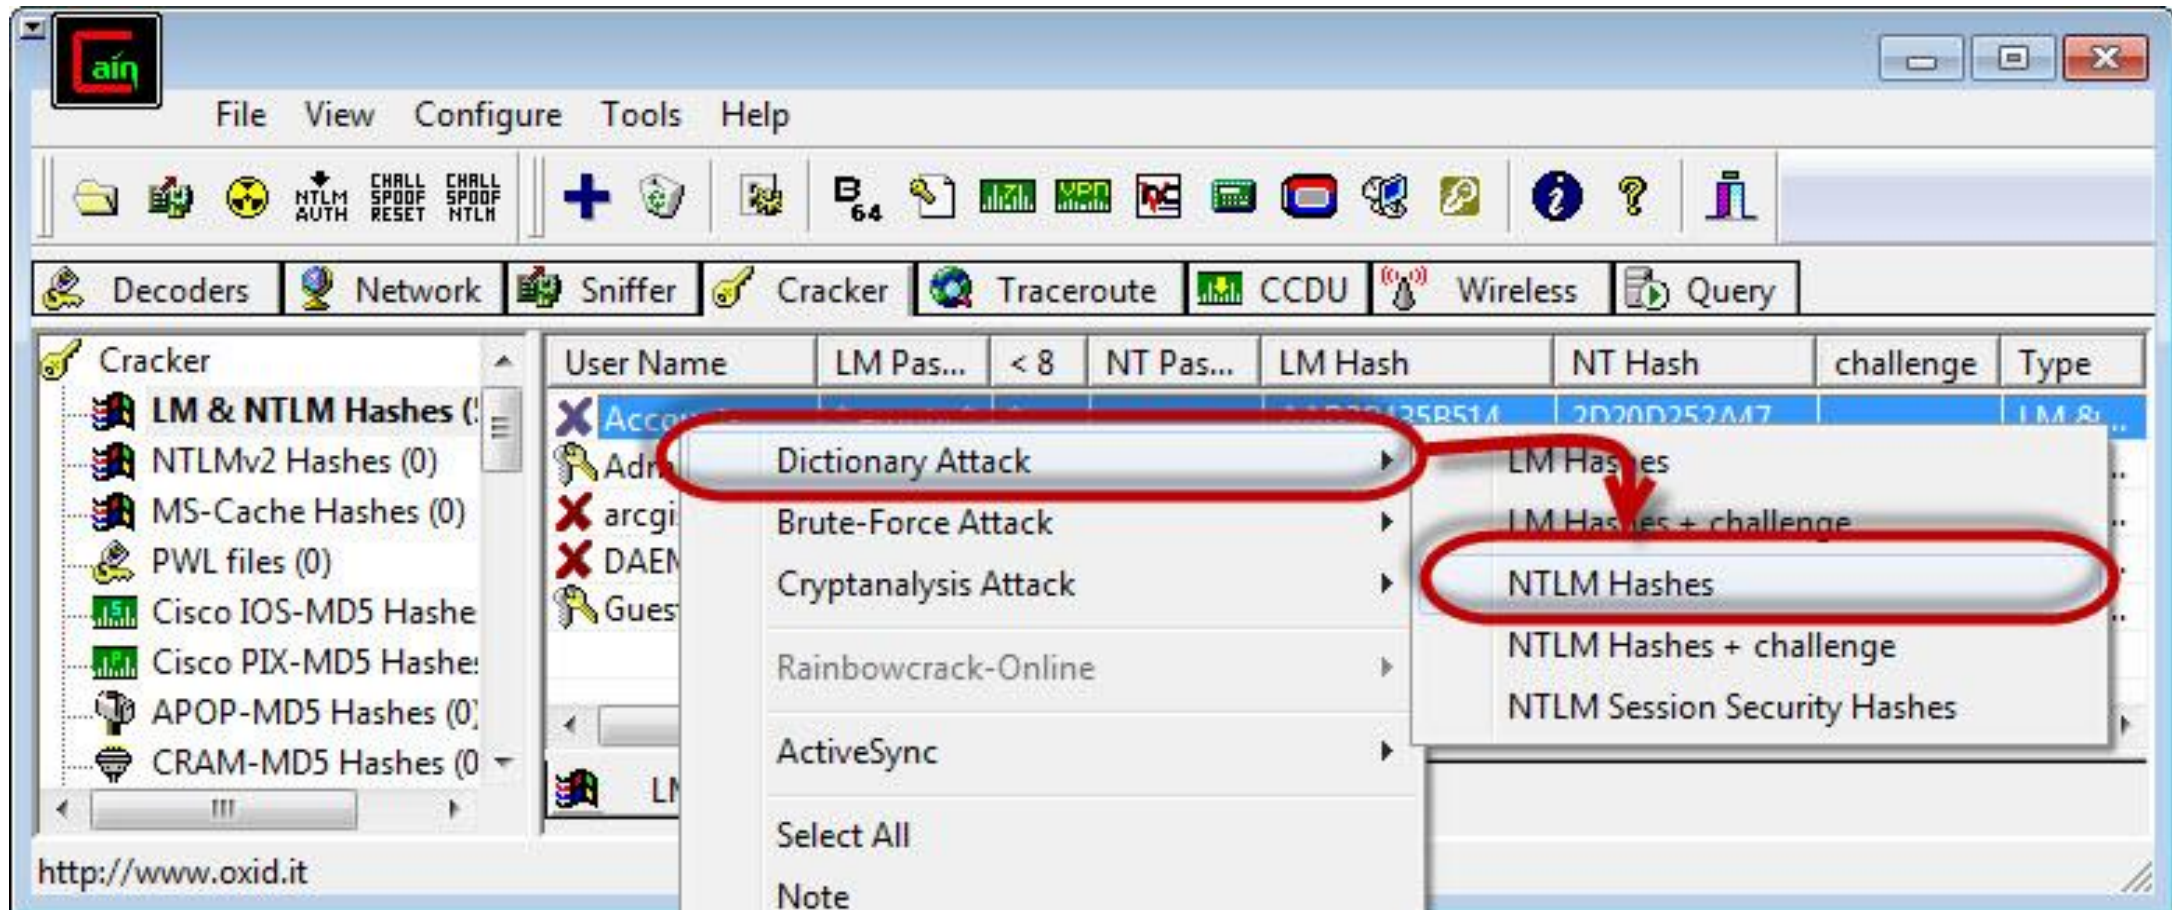 Cain
File View Configure Tools Help
NTLM AUTH CHALL SPOOF RESET CHALL SPOOF NTLM B 64
Decoders Network Sniffer Cracker Traceroute CCDU Wireless Query
Cracker
LM & NTLM Hashes (
NTLMv2 Hashes (0)
MS-Cache Hashes (0)
PWL files (0)
Cisco IOS-MD5 Hashe
Cisco PIX-MD5 Hashe
APOP-MD5 Hashes (0)
CRAM-MD5 Hashes (0
User Name LM Pas... < 8 NT Pas... LM Hash NT Hash challenge Type
2D20D252A47... LM &...
arcgi
DAEM
Gues
Dictionary Attack
Brute-Force Attack
Cryptanalysis Attack
Rainbowcrack-Online
ActiveSync
Select All
Note
LM Hashes
LM Hashes + challenge
NTLM Hashes
NTLM Hashes + challenge
NTLM Session Security Hashes
http://www.oxid.it